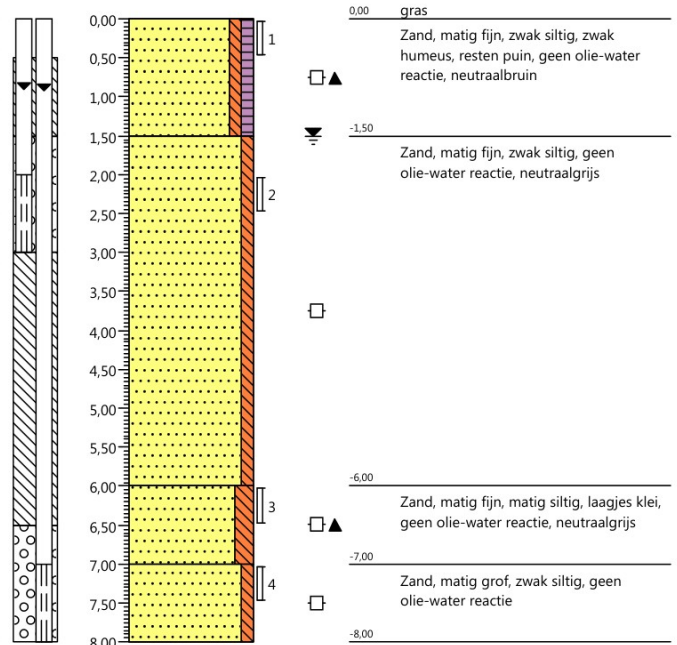 0,00
0,50
1,00
1,50
2,00
2,50
3,00
3,50
4,00
4,50
5,00
5,50
6,00
6,50
7,00
7,50
8,00
1
2
3
4
0,00 gras
Zand, matig fijn, zwak siltig, zwak
humeus, resten puin, geen olie-water
reactie, neutraalbruin
-1,50
Zand, matig fijn, zwak siltig, geen
olie-water reactie, neutraalgrijs
-6,00
Zand, matig fijn, matig siltig, laagjes klei,
geen olie-water reactie, neutraalgrijs
-7,00
Zand, matig grof, zwak siltig, geen
olie-water reactie
-8,00